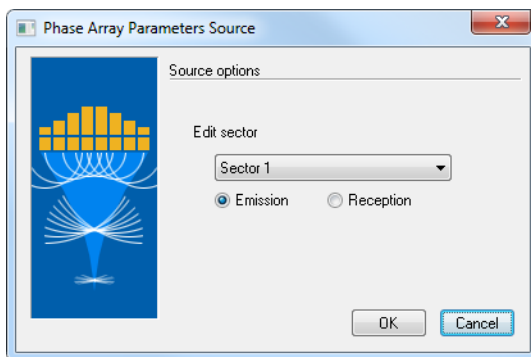 Phase Array Parameters Source
Source options
Edit sector
Sector 1
Emission Reception
OK Cancel